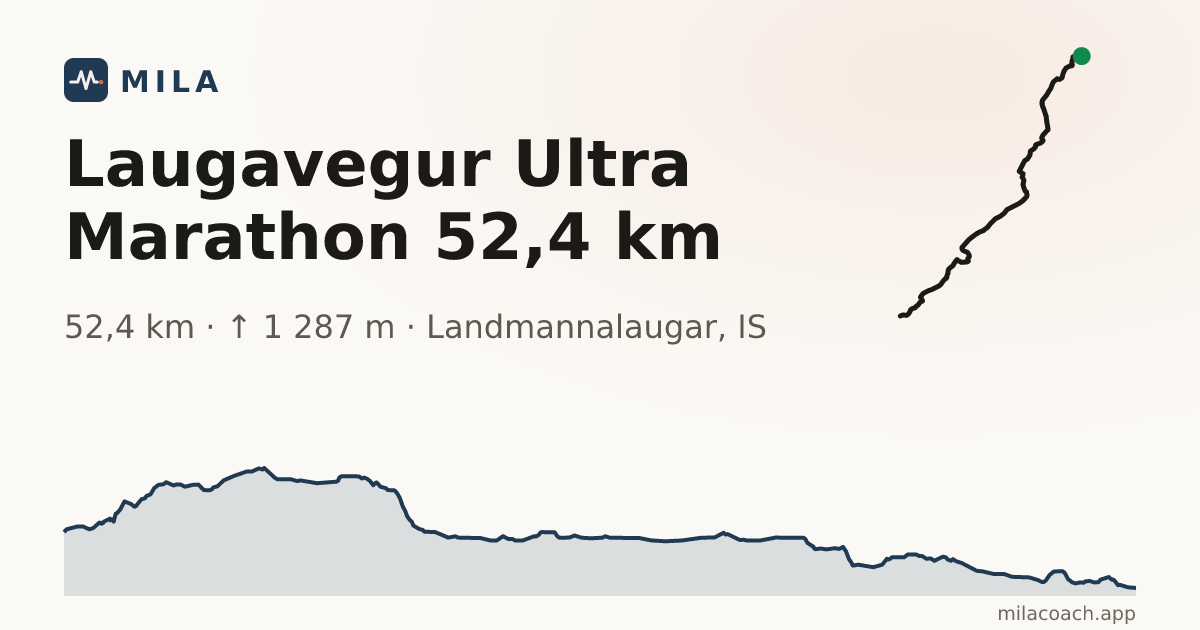 MILA
Laugavegur Ultra
Marathon 52,4 km
52,4 km · ↑ 1 287 m · Landmannalaugar, IS
milacoach.app